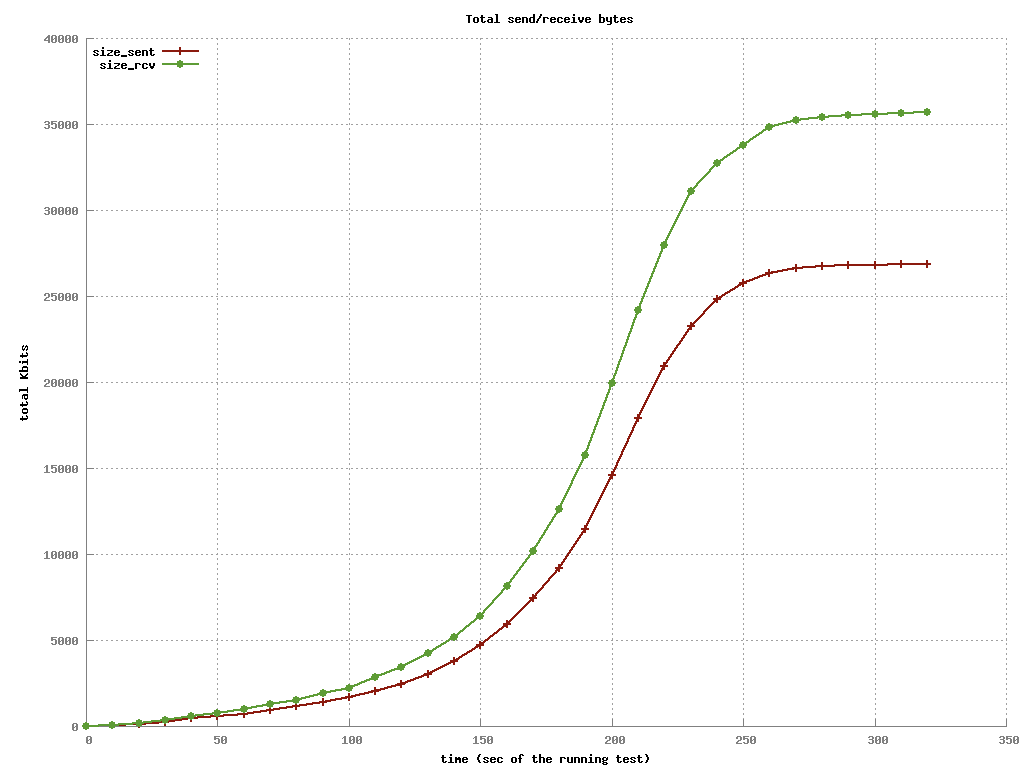 Total send/receive bytes
40000
size_sent
size_rcv
35000
30000
25000
total Kbits
20000
15000
10000
5000
0
0 50 100 150 200 250 300 350
time (sec of the running test)